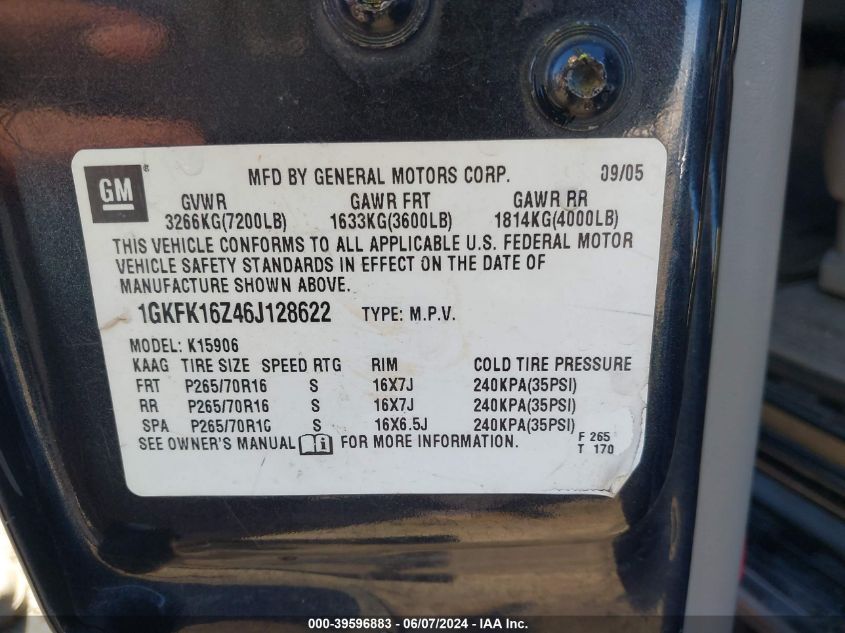 GM ®
MFD BY GENERAL MOTORS CORP. 09/05
GVWR GAWR FRT GAWR RR
3266KG(7200LB) 1633KG(3600LB) 1814KG(4000LB)
THIS VEHICLE CONFORMS TO ALL APPLICABLE U.S. FEDERAL MOTOR
VEHICLE SAFETY STANDARDS IN EFFECT ON THE DATE OF
MANUFACTURE SHOWN ABOVE.
1GKFK16Z46J128622 TYPE: M.P.V.
MODEL: K15906
KAAG TIRE SIZE SPEED RTG RIM COLD TIRE PRESSURE
FRT P265/70R16 S 16X7J 240KPA(35PSI)
RR P265/70R16 S 16X7J 240KPA(35PSI)
SPA P265/70R16 S 16X6.5J 240KPA(35PSI)
SEE OWNER'S MANUAL FOR MORE INFORMATION.
F 265
T 170
000-39596883 - 06/07/2024 - IAA Inc.